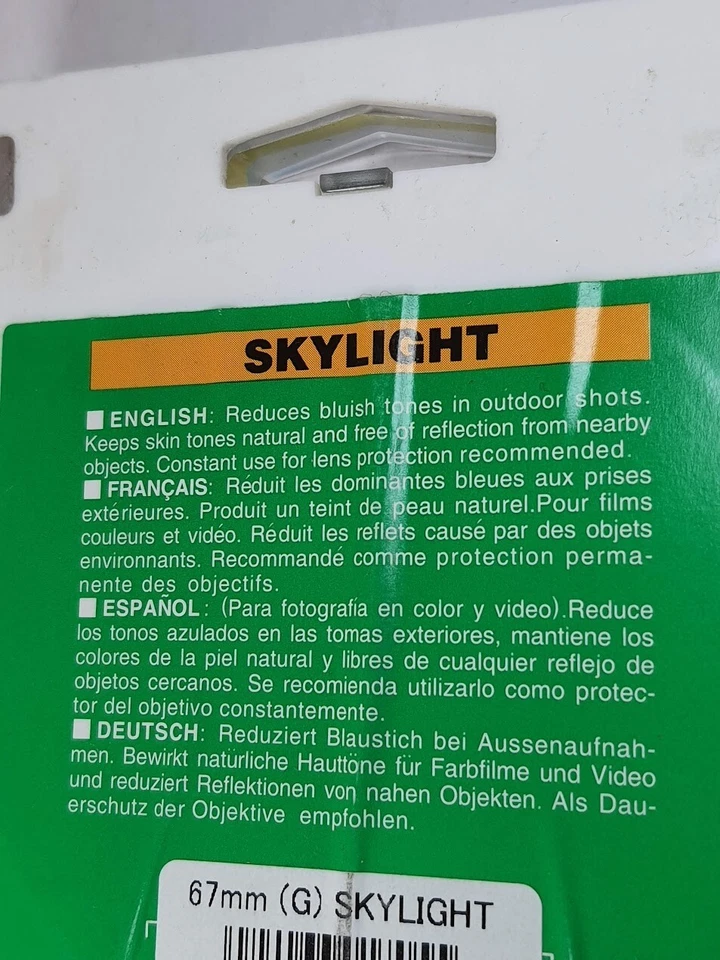 SKYLIGHT
■ ENGLISH: Reduces bluish tones in outdoor shots.
Keeps skin tones natural and free of reflection from nearby
objects. Constant use for lens protection recommended.
■ FRANÇAIS: Réduit les dominantes bleues aux prises
extérieures. Produit un teint de peau naturel.Pour films
couleurs et vidéo. Réduit les reflets causé par des objets
environnants. Recommandé comme protection perma-
nente des objectifs.
■ ESPAÑOL: (Para fotografía en color y video).Reduce
los tonos azulados en las tomas exteriores, mantiene los
colores de la piel natural y libres de cualquier reflejo de
objetos cercanos. Se recomienda utilizarlo como protec-
tor del objetivo constantemente.
■ DEUTSCH: Reduziert Blaustich bei Aussenaufnah-
men. Bewirkt natürliche Hauttöne für Farbfilme und Video
und reduziert Reflektionen von nahen Objekten. Als Dau-
erschutz der Objektive empfohlen.
67mm (G) SKYLIGHT